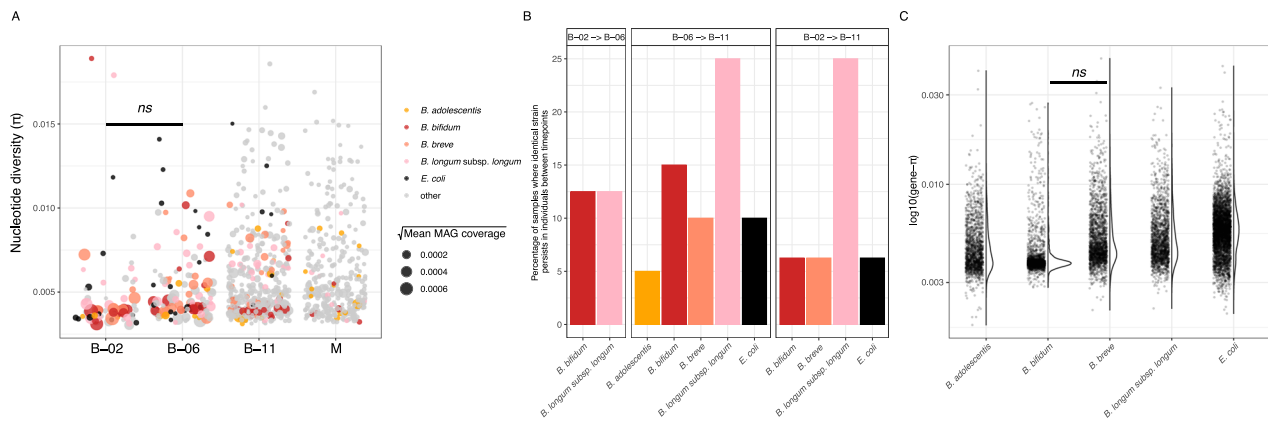 A
Nucleotide diversity (π)
0.015
0.010
0.005
ns
B−02
B−06
B−11
M
B. adolescentis
B. bifidum
B. breve
B. longum subsp. longum
E. coli
other
√Mean MAG coverage
0.0002
0.0004
0.0006
B
Percentage of samples where identical strain
persists in individuals between timepoints
B−02 −> B−06
B−06 −> B−11
B−02 −> B−11
25
20
15
10
5
0
B. bifidum
B. longum subsp. longum
B. adolescentis
B. bifidum
B. breve
B. longum subsp. longum
E. coli
B. bifidum
B. breve
B. longum subsp. longum
E. coli
C
log10(gene−π)
0.030
0.010
0.003
ns
B. adolescentis
B. bifidum
B. breve
B. longum subsp. longum
E. coli